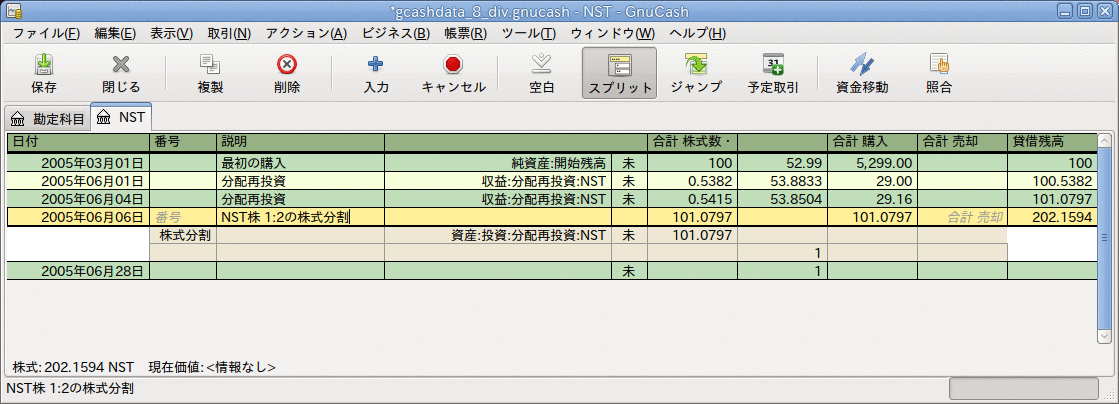 *gcashdata_8_div.gnucash - NST - GnuCash
ファイル(F) 編集(E) 表示(V) 取引(N) アクション(A) ビジネス(B) 帳票(R) ツール(T) ウィンドウ(W) ヘルプ(H)
保存 閉じる 複製 削除 入力 キャンセル 空白 スプリット ジャンプ 予定取引 資金移動 照合
勘定科目 NST
日付 番号 説明 合計 株式数・ 合計 購入 合計 売却 貸借残高
2005年03月01日 最初の購入 純資産:開始残高 未 100 52.99 5,299.00 100
2005年06月01日 分配再投資 収益:分配再投資:NST 未 0.5382 53.8833 29.00 100.5382
2005年06月04日 分配再投資 収益:分配再投資:NST 未 0.5415 53.8504 29.16 101.0797
2005年06月06日 番号 NST株 1:2の株式分割 101.0797 101.0797 合計 売却 202.1594
株式分割 資産:投資:分配再投資:NST 未 101.0797
1
2005年06月28日 未 1
株式: 202.1594 NST 現在価値: <情報なし>
NST株 1:2の株式分割